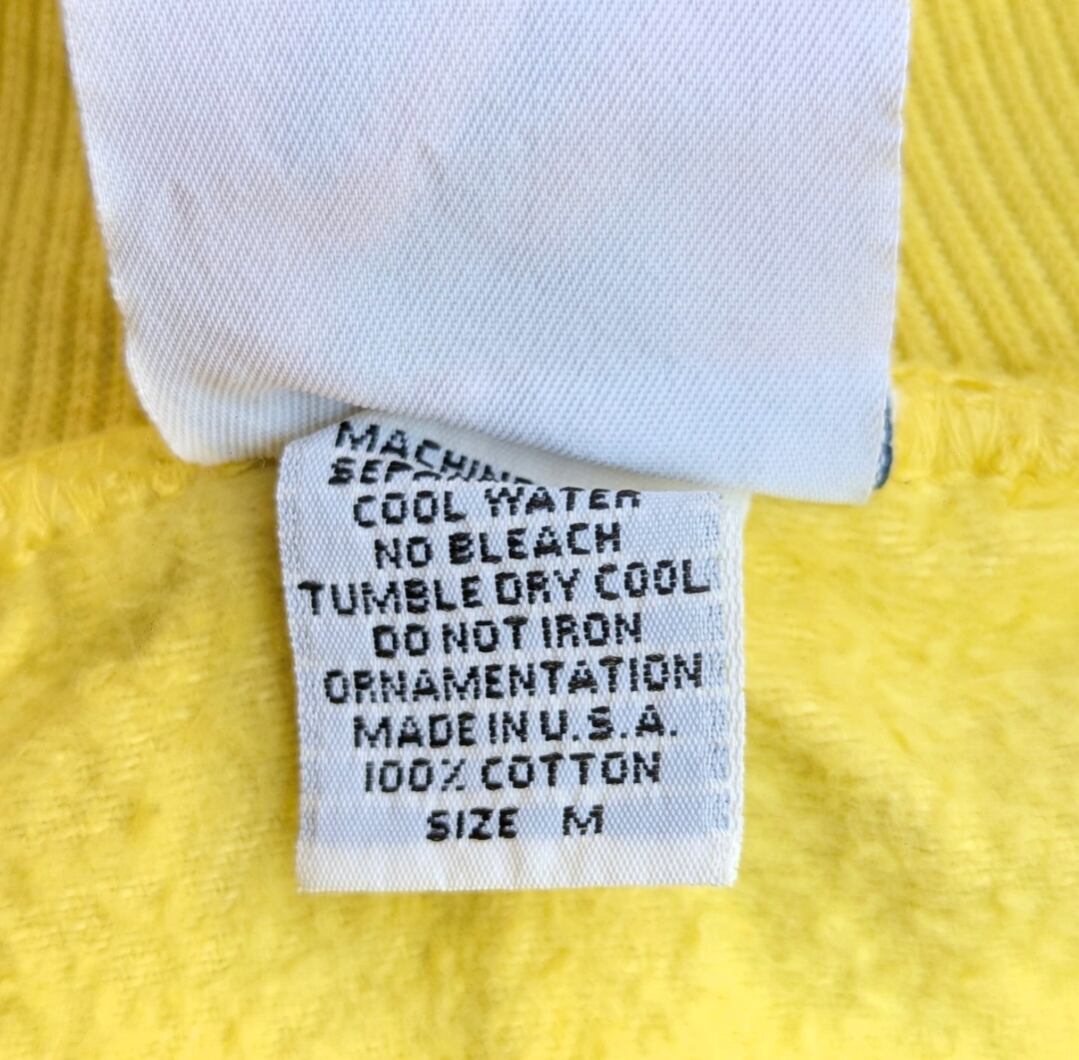 MACHINE
COOL WATER
NO BLEACH
TUMBLE DRY COOL
DO NOT IRON
ORNAMENTATION
MADE IN U.S.A.
100% COTTON
SIZE M